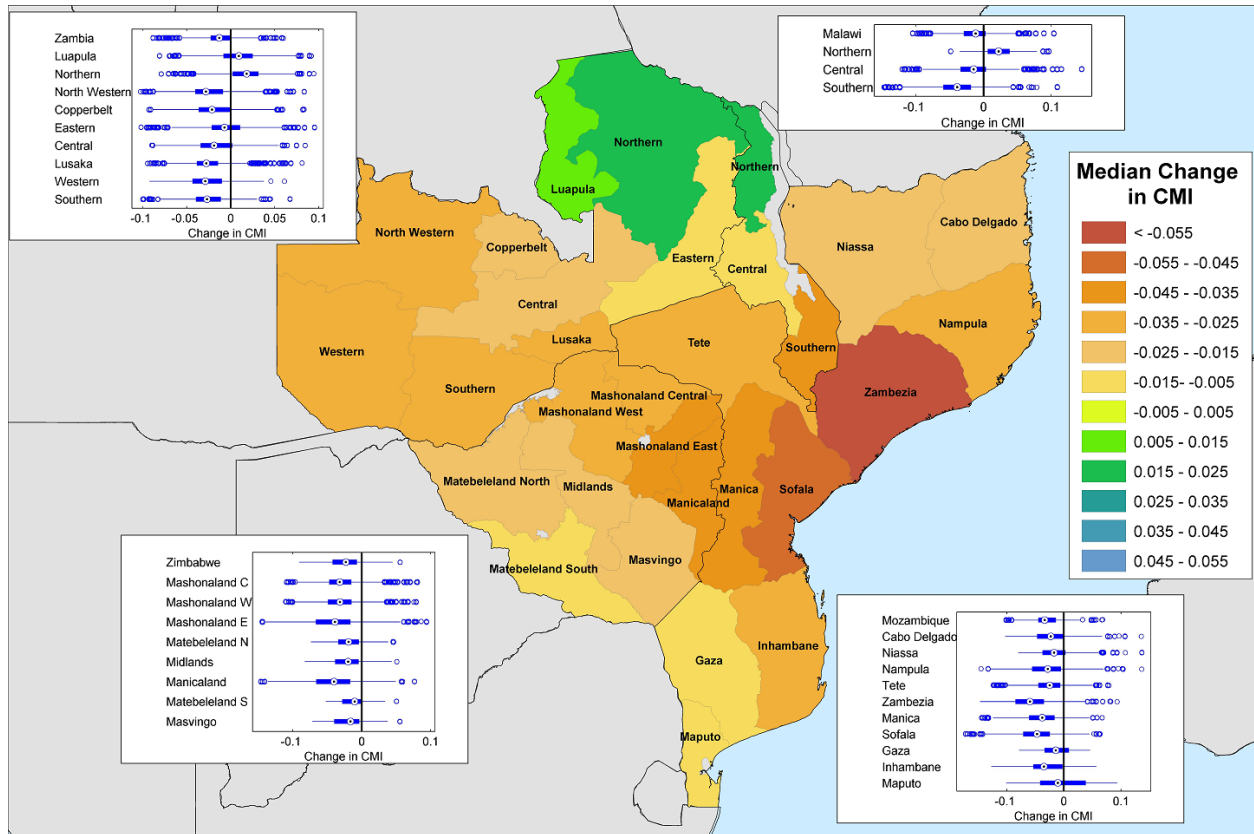 Zambia
Luapula
Northern
North Western
Copperbelt
Eastern
Central
Lusaka
Western
Southern
-0.1 -0.05 0 0.05 0.1
Change in CMI
Malawi
Northern
Central
Southern
-0.1 0 0.1
Change in CMI
Median Change
in CMI
< -0.055
-0.055 - -0.045
-0.045 - -0.035
-0.035 - -0.025
-0.025 - -0.015
-0.015- -0.005
-0.005 - 0.005
0.005 - 0.015
0.015 - 0.025
0.025 - 0.035
0.035 - 0.045
0.045 - 0.055
Northern
Northern
Luapula
Cabo Delgado
North Western
Copperbelt
Niassa
Eastern
Central
Central
Nampula
Lusaka
Tete
Southern
Western
Southern
Zambezia
Mashonaland Central
Mashonaland West
Mashonaland East
Matebeleland North
Midlands
Manica
Sofala
Manicaland
Masvingo
Matebeleland South
Inhambane
Gaza
Maputo
Zimbabwe
Mashonaland C
Mashonaland W
Mashonaland E
Matebeleland N
Midlands
Manicaland
Matebeleland S
Masvingo
-0.1 0 0.1
Change in CMI
Mozambique
Cabo Delgado
Niassa
Nampula
Tete
Zambezia
Manica
Sofala
Gaza
Inhambane
Maputo
-0.1 0 0.1
Change in CMI